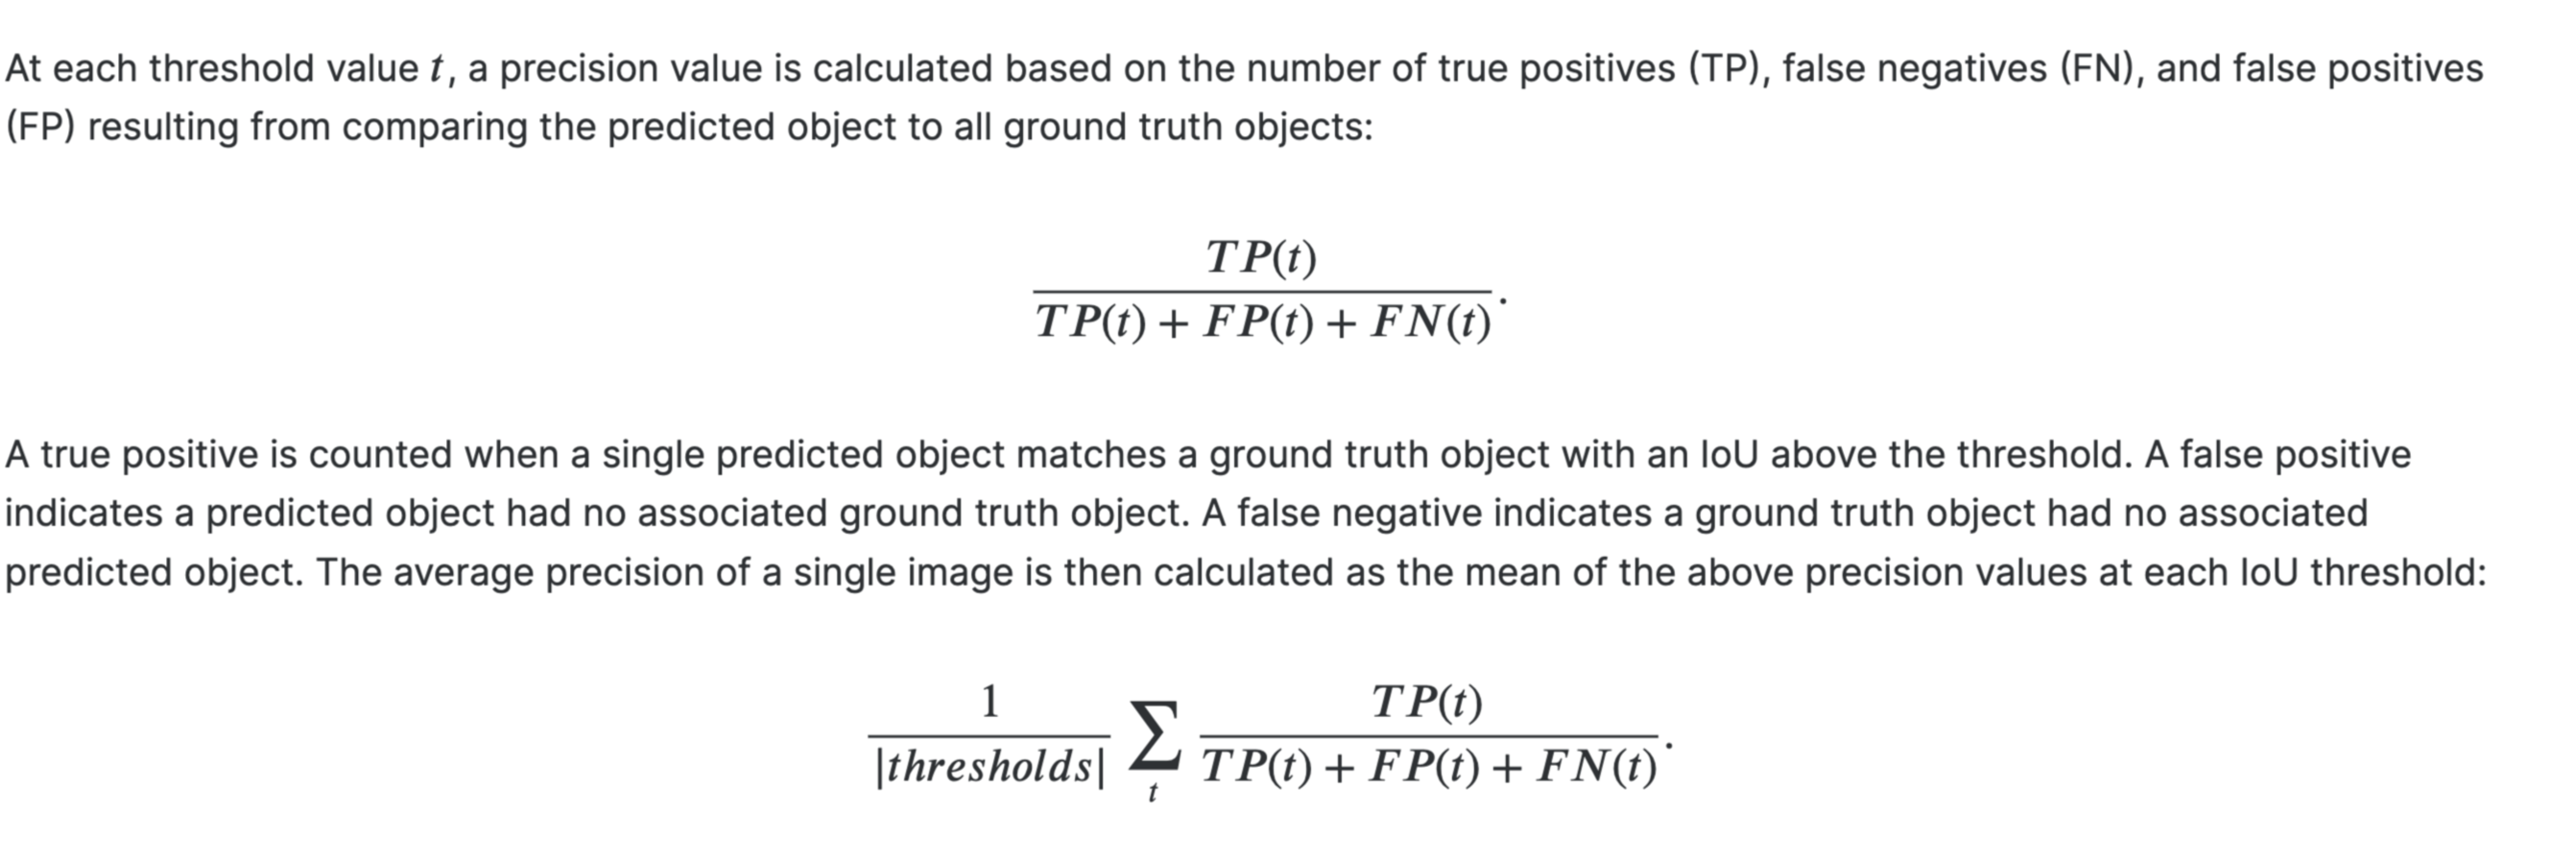 At each threshold value t, a precision value is calculated based on the number of true positives (TP), false negatives (FN), and false positives
(FP) resulting from comparing the predicted object to all ground truth objects:
TP(t)
TP(t) + FP(t) + FN(t).
A true positive is counted when a single predicted object matches a ground truth object with an IoU above the threshold. A false positive
indicates a predicted object had no associated ground truth object. A false negative indicates a ground truth object had no associated
predicted object. The average precision of a single image is then calculated as the mean of the above precision values at each IoU threshold:
1 TP(t)
|thresholds| ∑ TP(t) + FP(t) + FN(t).
t